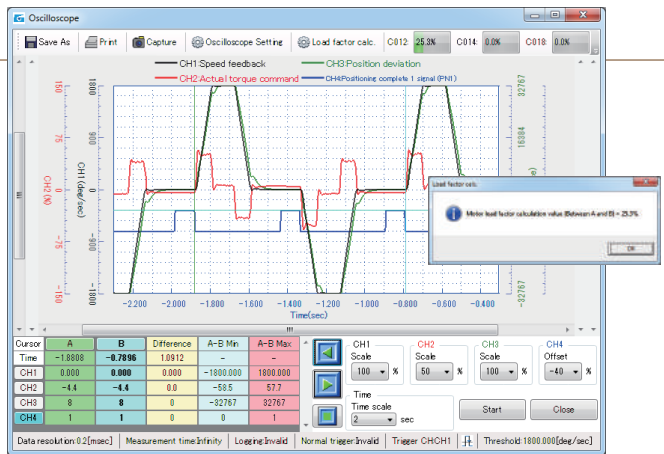 Oscilloscope
Save As Print Capture Oscilloscope Setting Load factor calc. C012: 25.3% C014: 0.0% C018: 0.0%
CH1:Speed feedback CH3:Position deviation
CH2:Actual torque command CH4:Positioning complete 1 signal (PN1)
150 1800 32767
75 900 16384
CH2 (%) 0 CH1(deg/sec) 0
-75 -900
-150 -1800 -32767
-2.000 -1.800 -1.600 -1.400 -1.200 -1.000 -0.800 -0.600 -0.400
Time(sec)
Load factor calc.
Motor load factor calculation value (Between A and B) = 25.3%
OK
Cursor A B Difference A-B Min A-B Max
Time -1.8808 -0.7896 1.0912 - -
CH1 0.000 0.000 0.000 -1800.000 1800.000
CH2 -4.4 -4.4 0.0 -58.5 57.7
CH3 8 8 0 -32767 32767
CH4 1 1 0 0 1
CH1 CH2 CH3 CH4
Scale Scale Scale Offset
100 % 50 % 100 % -40 %
Time
Time scale
2 sec
Start Close
Data resolution:0.2[msec] Measurement time:Infinity Logging:Invalid Normal trigger:Invalid Trigger CH:CH1 Threshold:1800.000[deg/sec]